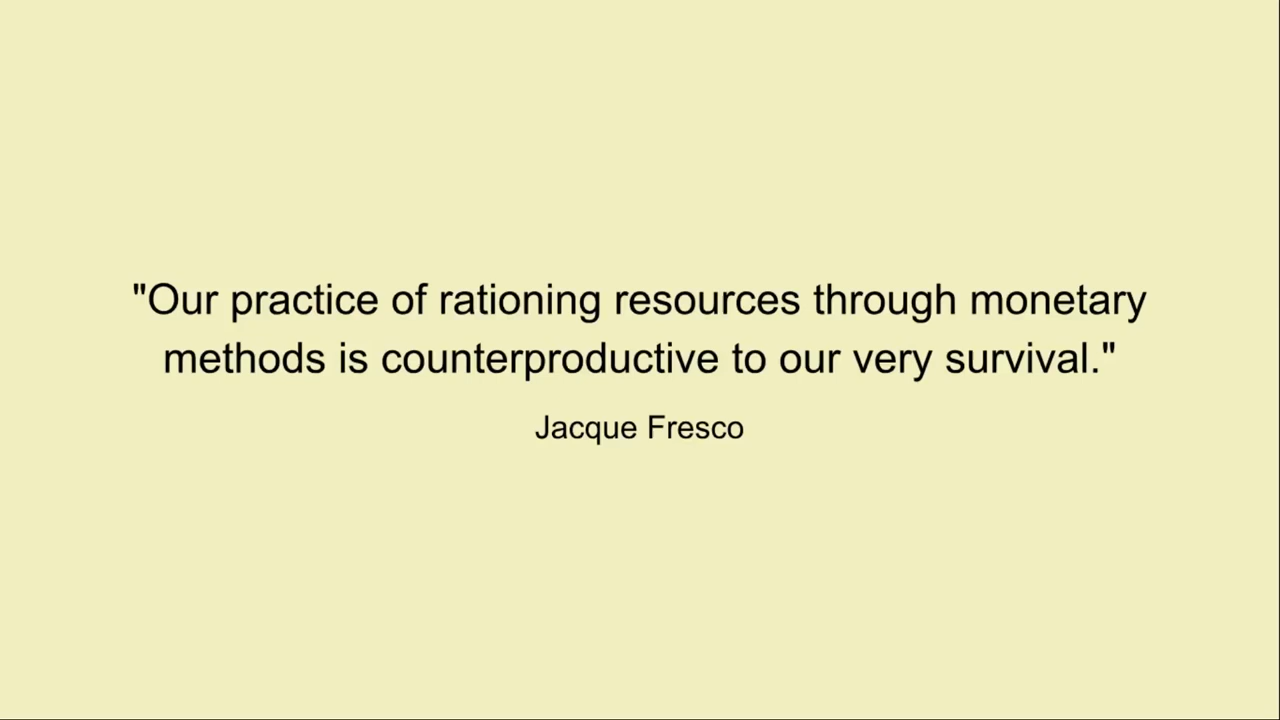 "Our practice of rationing resources through monetary
methods is counterproductive to our very survival."
Jacque Fresco